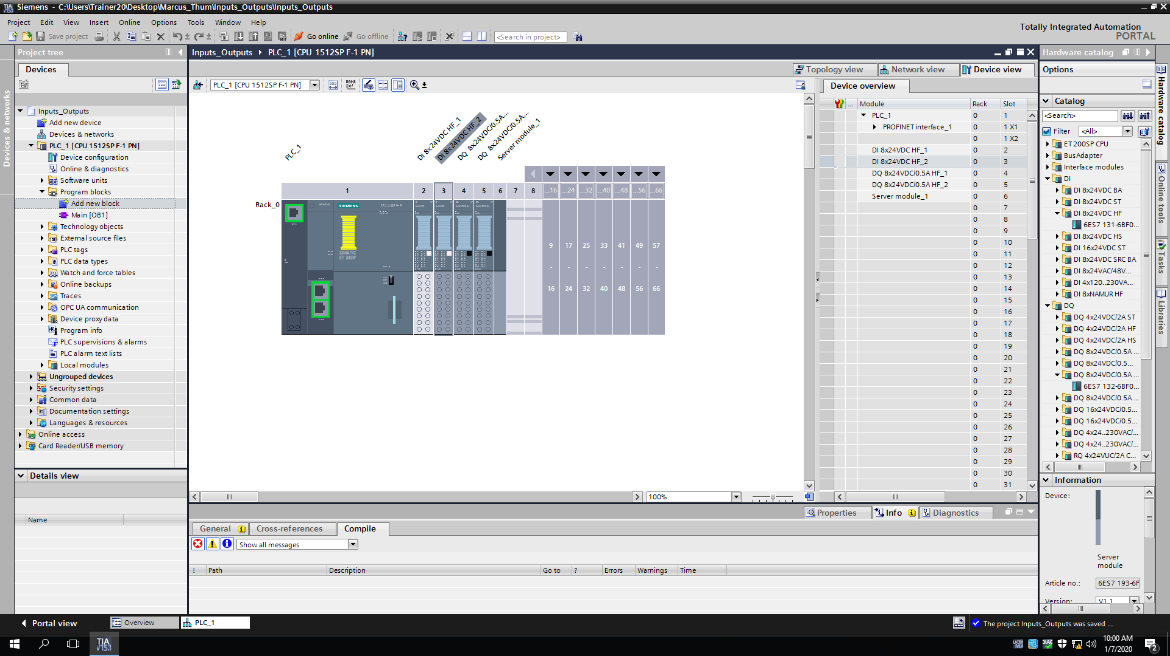 Siemens - C:\Users\Trainer20\Desktop\Marcus_Thum\Inputs_Outputs\Inputs_Outputs
Project Edit View Insert Online Options Tools Window Help
Save project
Go online
Go offline
<Search in project>
Totally Integrated Automation
PORTAL
Project tree
Devices
Devices & networks
Inputs_Outputs
Add new device
Devices & networks
PLC_1 [CPU 1512SP F-1 PN]
Device configuration
Online & diagnostics
Software units
Program blocks
Add new block
Main [OB1]
Technology objects
External source files
PLC tags
PLC data types
Watch and force tables
Online backups
Traces
OPC UA communication
Device proxy data
Program info
PLC supervisions & alarms
PLC alarm text lists
Local modules
Ungrouped devices
Security settings
Common data
Documentation settings
Languages & resources
Online access
Card Reader/USB memory
Details view
Name
Inputs_Outputs PLC_1 [CPU 1512SP F-1 PN]
Topology view Network view Device view
PLC_1 [CPU 1512SP F-1 PN]
PLC_1
DI 8x24VDC HF_1
DI 8x24VDC HF_2
DQ 8x24VDC/0.5A...
DQ 8x24VDC/0.5A...
Server module_1
Rack_0
1 2 3 4 5 6 7 8 ...16 ...24 ...32 ...40 ...48 ...56 ...66
SIEMENS
9 17 25 33 41 49 57
- - - - - - -
16 24 32 40 48 56 66
100%
Device overview
Module Rack Slot
PLC_1 0 1
PROFINET interface_1 0 1 X1
0 1 X2
DI 8x24VDC HF_1 0 2
DI 8x24VDC HF_2 0 3
DQ 8x24VDC/0.5A HF_1 0 4
DQ 8x24VDC/0.5A HF_2 0 5
Server module_1 0 6
0 7
0 8
0 9
0 10
0 11
0 12
0 13
0 14
0 15
0 16
0 17
0 18
0 19
0 20
0 21
0 22
0 23
0 24
0 25
0 26
0 27
0 28
0 29
0 30
0 31
Properties Info Diagnostics
General Cross-references Compile
Show all messages
! Path Description Go to ? Errors Warnings Time
Hardware catalog
Options
Catalog
<Search>
Filter <All>
ET 200SP CPU
BusAdapter
Interface modules
DI
DI 8x24VDC BA
DI 8x24VDC ST
DI 8x24VDC HF
6ES7 131-6BF0...
DI 8x24VDC HS
DI 16x24VDC ST
DI 8x24VDC SRC BA
DI 8x24VAC/48V...
DI 4x120..230VA...
DI 8xNAMUR HF
DQ
DQ 4x24VDC/2A ST
DQ 4x24VDC/2A HF
DQ 4x24VDC/2A HS
DQ 8x24VDC/0.5A ...
DQ 8x24VDC/0.5...
DQ 8x24VDC/0.5A ...
6ES7 132-6BF0...
DQ 8x24VDC/0.5A ...
DQ 16x24VDC/0.5...
DQ 16x24VDC/0.5...
DQ 4x24..230VAC/...
DQ 4x24..230VAC/...
RQ 4x24VUC/2A C...
Information
Device:
Server
module
Article no.: 6ES7 193-6P
Version: V1.1
Hardware catalog
Online tools
Tasks
Libraries
Portal view
Overview
PLC_1
The project Inputs_Outputs was saved ...
TIA
V15.1
10:00 AM
1/7/2020
2